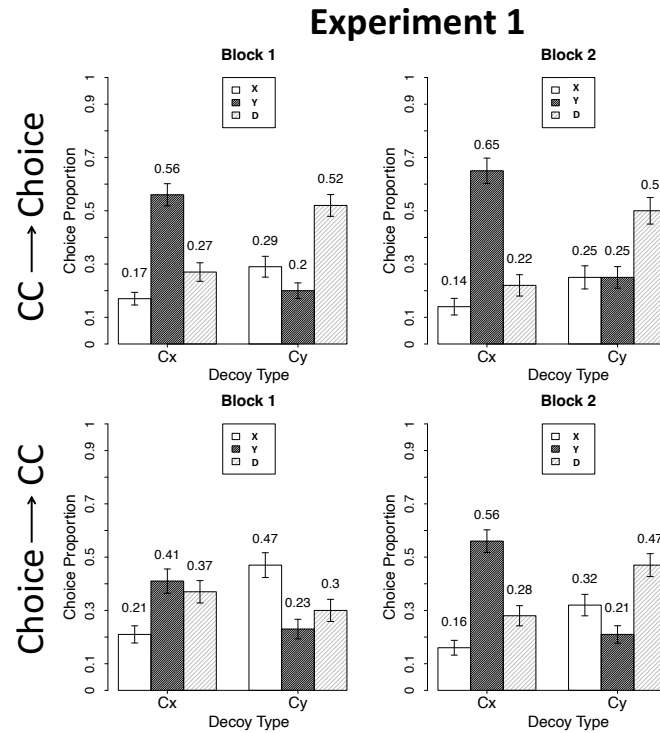 Experiment 1
CC → Choice
Block 1
Choice Proportion
0 0.1 0.3 0.5 0.7 0.9 1
X
Y
D
0.17 0.56 0.27 0.29 0.2 0.52
Cx Cy
Decoy Type
Block 2
Choice Proportion
0 0.1 0.3 0.5 0.7 0.9 1
X
Y
D
0.14 0.65 0.22 0.25 0.25 0.5
Cx Cy
Decoy Type
Choice → CC
Block 1
Choice Proportion
0 0.1 0.3 0.5 0.7 0.9 1
X
Y
D
0.21 0.41 0.37 0.47 0.23 0.3
Cx Cy
Decoy Type
Block 2
Choice Proportion
0 0.1 0.3 0.5 0.7 0.9 1
X
Y
D
0.16 0.56 0.28 0.32 0.21 0.47
Cx Cy
Decoy Type